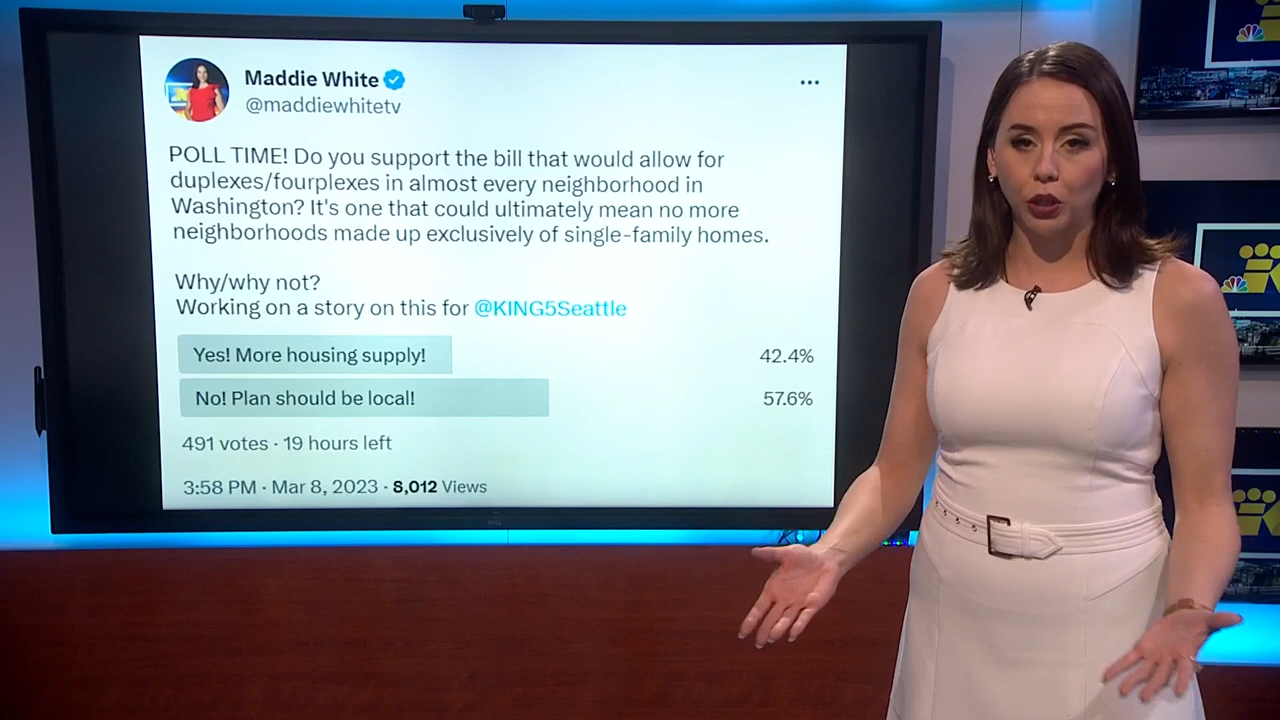 Maddie White
@maddiewhitetv
POLL TIME! Do you support the bill that would allow for
duplexes/fourplexes in almost every neighborhood in
Washington? It's one that could ultimately mean no more
neighborhoods made up exclusively of single-family homes.
Why/why not?
Working on a story on this for @KING5Seattle
Yes! More housing supply! 42.4%
No! Plan should be local! 57.6%
491 votes · 19 hours left
3:58 PM · Mar 8, 2023 · 8,012 Views